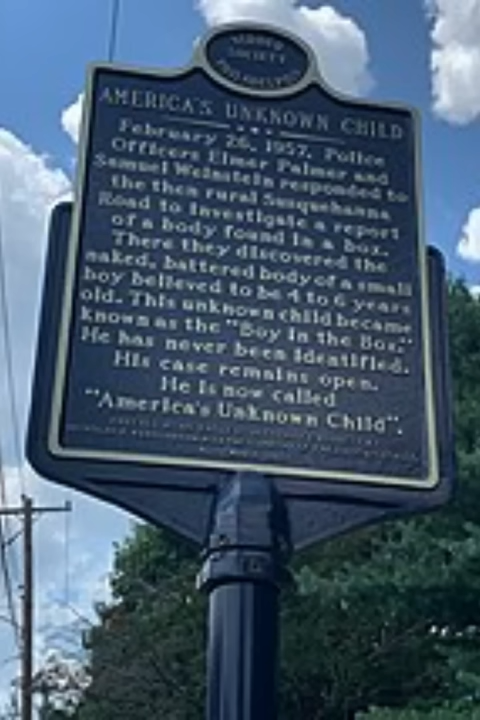 SOCIETY
PHILADELPHIA
AMERICA'S UNKNOWN CHILD
February 26, 1957, Police
Officers Elmer Palmer and
Samuel Weinstein responded to
the then rural Susquehanna
Road to investigate a report
of a body found in a box.
There they discovered the
naked, battered body of a small
boy believed to be 4 to 6 years
old. This unknown child became
known as the "Boy in the Box."
He has never been identified.
His case remains open.
He is now called
"America's Unknown Child".